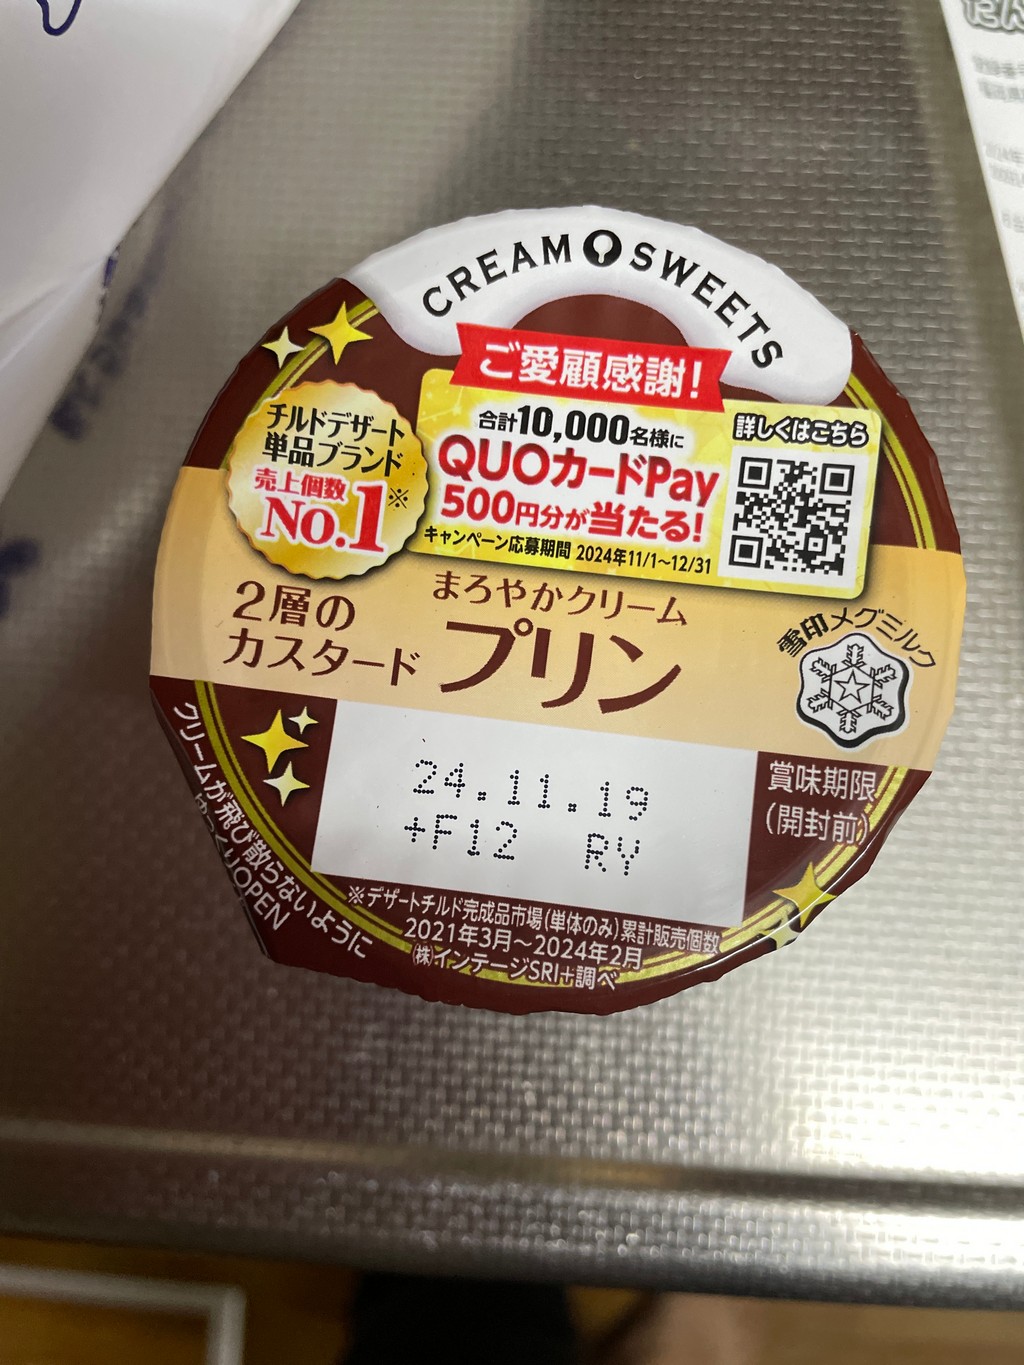 CREAM SWEETS
ご愛顧感謝!
合計10,000名様に
QUOカードPay
500円分が当たる!
キャンペーン応募期間 2024年11/1~12/31
詳しくはこちら
チルドデザート
単品ブランド
売上個数
No.1※
2層の
カスタード
まろやかクリーム
プリン
雪印メグミルク
24.11.19
+F12 RY
賞味期限
(開封前)
※デザートチルド完成品市場(単体のみ)累計販売個数
2021年3月~2024年2月
㈱インテージSRI+調べ
クリームが飛び散らないように
ゆっくりOPEN